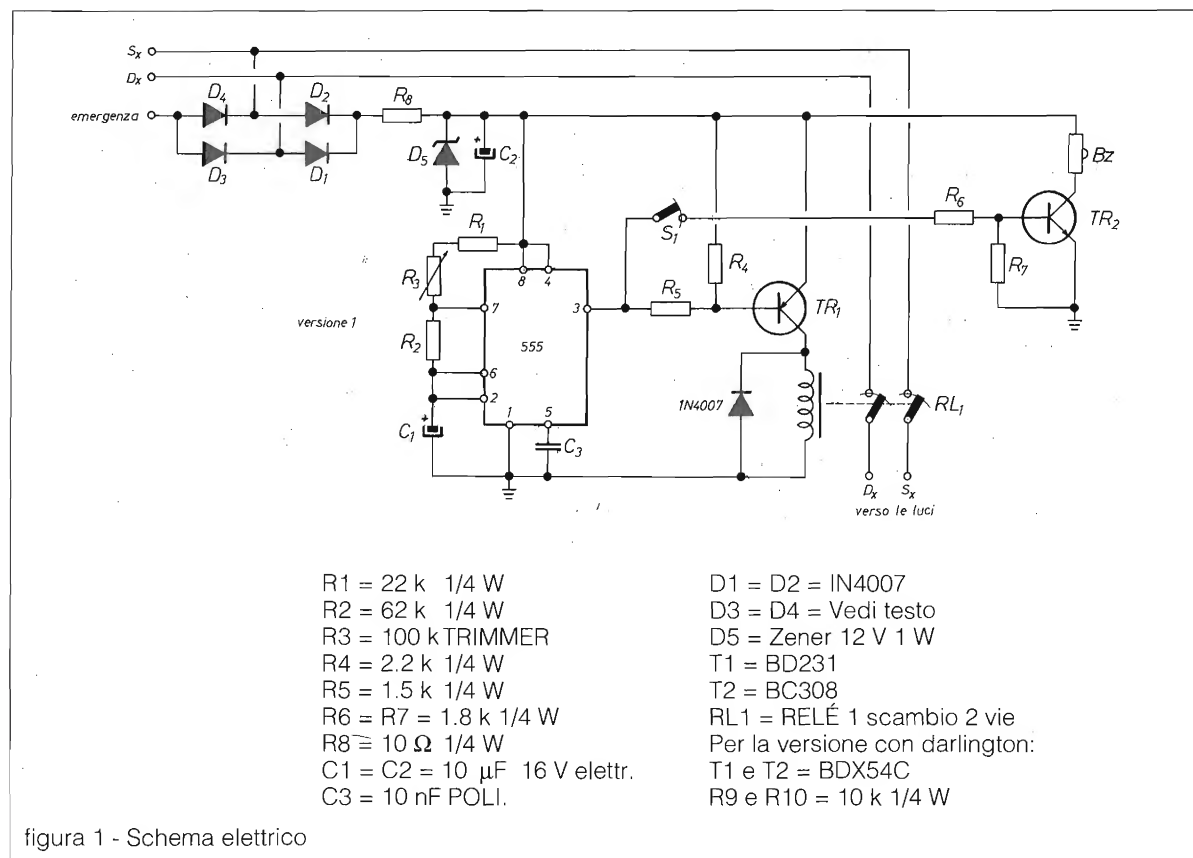 Sx
Dx
emergenza
D4
D2
D3
D1
R8
D5
C2
Bz
S1
R6
TR2
R7
R1
R3
R2
versione 1
8
4
7
3
555
6
2
1
5
C1
C3
R4
R5
TR1
1N4007
RL1
Dx
Sx
verso le luci
R1 = 22 k 1/4 W
R2 = 62 k 1/4 W
R3 = 100 k TRIMMER
R4 = 2.2 k 1/4 W
R5 = 1.5 k 1/4 W
R6 = R7 = 1.8 k 1/4 W
R8 = 10 Ω 1/4 W
C1 = C2 = 10 µF 16 V elettr.
C3 = 10 nF POLI.
D1 = D2 = IN4007
D3 = D4 = Vedi testo
D5 = Zener 12 V 1 W
T1 = BD231
T2 = BC308
RL1 = RELÉ 1 scambio 2 vie
Per la versione con darlington:
T1 e T2 = BDX54C
R9 e R10 = 10 k 1/4 W
figura 1 - Schema elettrico